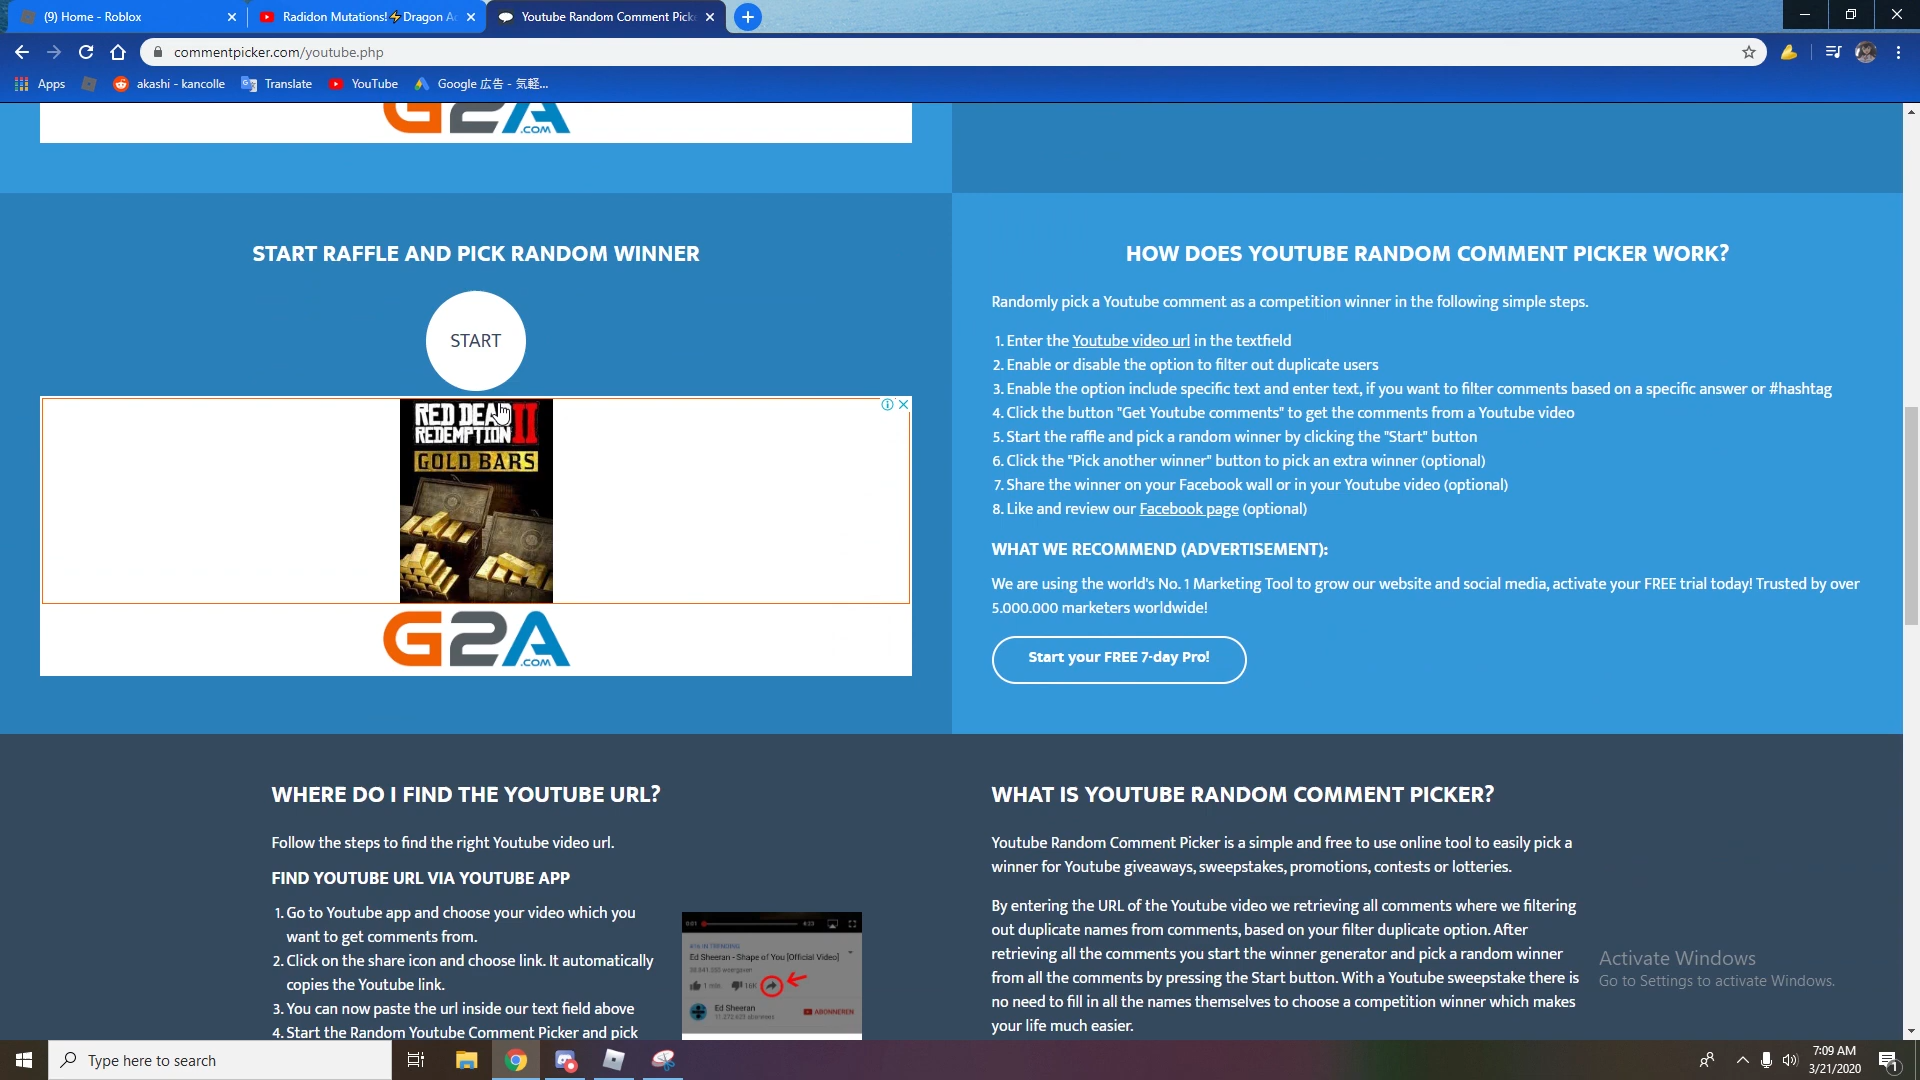 (9) Home - Roblox
Radidon Mutations!⚡Dragon Ac
Youtube Random Comment Picke
commentpicker.com/youtube.php
Apps
akashi - kancolle
Translate
YouTube
Google 広告 - 気軽...
G2A
.COM
START RAFFLE AND PICK RANDOM WINNER
START
RED DEAD
REDEMPTION II
GOLD BARS
G2A
.COM
HOW DOES YOUTUBE RANDOM COMMENT PICKER WORK?
Randomly pick a Youtube comment as a competition winner in the following simple steps.
1. Enter the Youtube video url in the textfield
2. Enable or disable the option to filter out duplicate users
3. Enable the option include specific text and enter text, if you want to filter comments based on a specific answer or #hashtag
4. Click the button "Get Youtube comments" to get the comments from a Youtube video
5. Start the raffle and pick a random winner by clicking the "Start" button
6. Click the "Pick another winner" button to pick an extra winner (optional)
7. Share the winner on your Facebook wall or in your Youtube video (optional)
8. Like and review our Facebook page (optional)
WHAT WE RECOMMEND (ADVERTISEMENT):
We are using the world's No. 1 Marketing Tool to grow our website and social media, activate your FREE trial today! Trusted by over
5.000.000 marketers worldwide!
Start your FREE 7-day Pro!
WHERE DO I FIND THE YOUTUBE URL?
Follow the steps to find the right Youtube video url.
FIND YOUTUBE URL VIA YOUTUBE APP
1. Go to Youtube app and choose your video which you
want to get comments from.
2. Click on the share icon and choose link. It automatically
copies the Youtube link.
3. You can now paste the url inside our text field above
4. Start the Random Youtube Comment Picker and pick
0:01
4:23
#16 IN TRENDING
Ed Sheeran - Shape of You [Official Video]
1 mln.
16K
Ed Sheeran
ABONNEREN
WHAT IS YOUTUBE RANDOM COMMENT PICKER?
Youtube Random Comment Picker is a simple and free to use online tool to easily pick a
winner for Youtube giveaways, sweepstakes, promotions, contests or lotteries.
By entering the URL of the Youtube video we retrieving all comments where we filtering
out duplicate names from comments, based on your filter duplicate option. After
retrieving all the comments you start the winner generator and pick a random winner
from all the comments by pressing the Start button. With a Youtube sweepstake there is
no need to fill in all the names themselves to choose a competition winner which makes
your life much easier.
Activate Windows
Go to Settings to activate Windows.
Type here to search
7:09 AM
3/21/2020
1